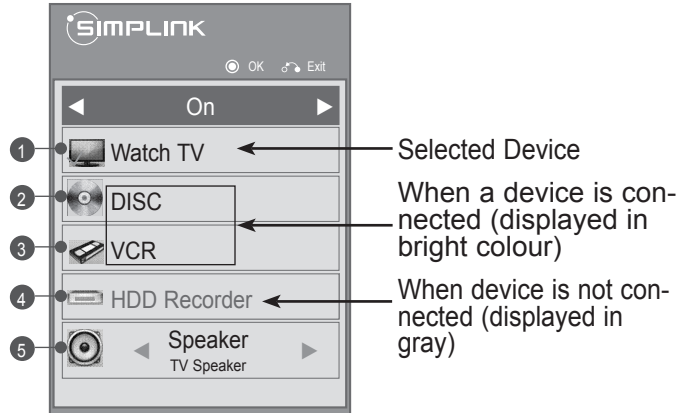 SIMPLINK
OK Exit
On
1 Watch TV
Selected Device
2 DISC
When a device is con-
nected (displayed in
bright colour)
3 VCR
4 HDD Recorder
When device is not con-
nected (displayed in
gray)
5 Speaker
TV Speaker